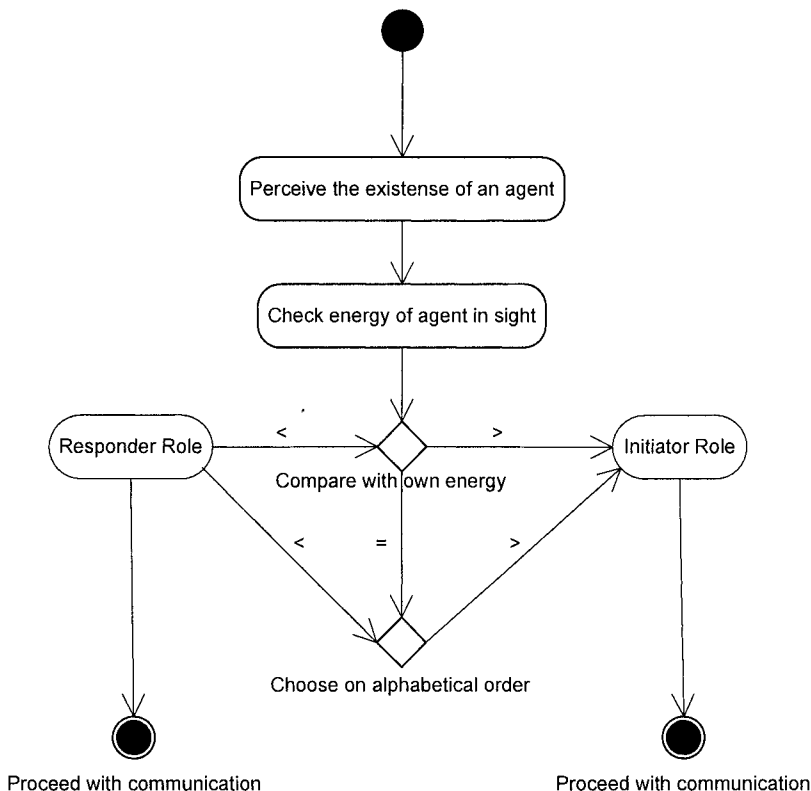 Perceive the existense of an agent
Check energy of agent in sight
Responder Role
<
>
Initiator Role
Compare with own energy
<
=
>
Choose on alphabetical order
Proceed with communication
Proceed with communication